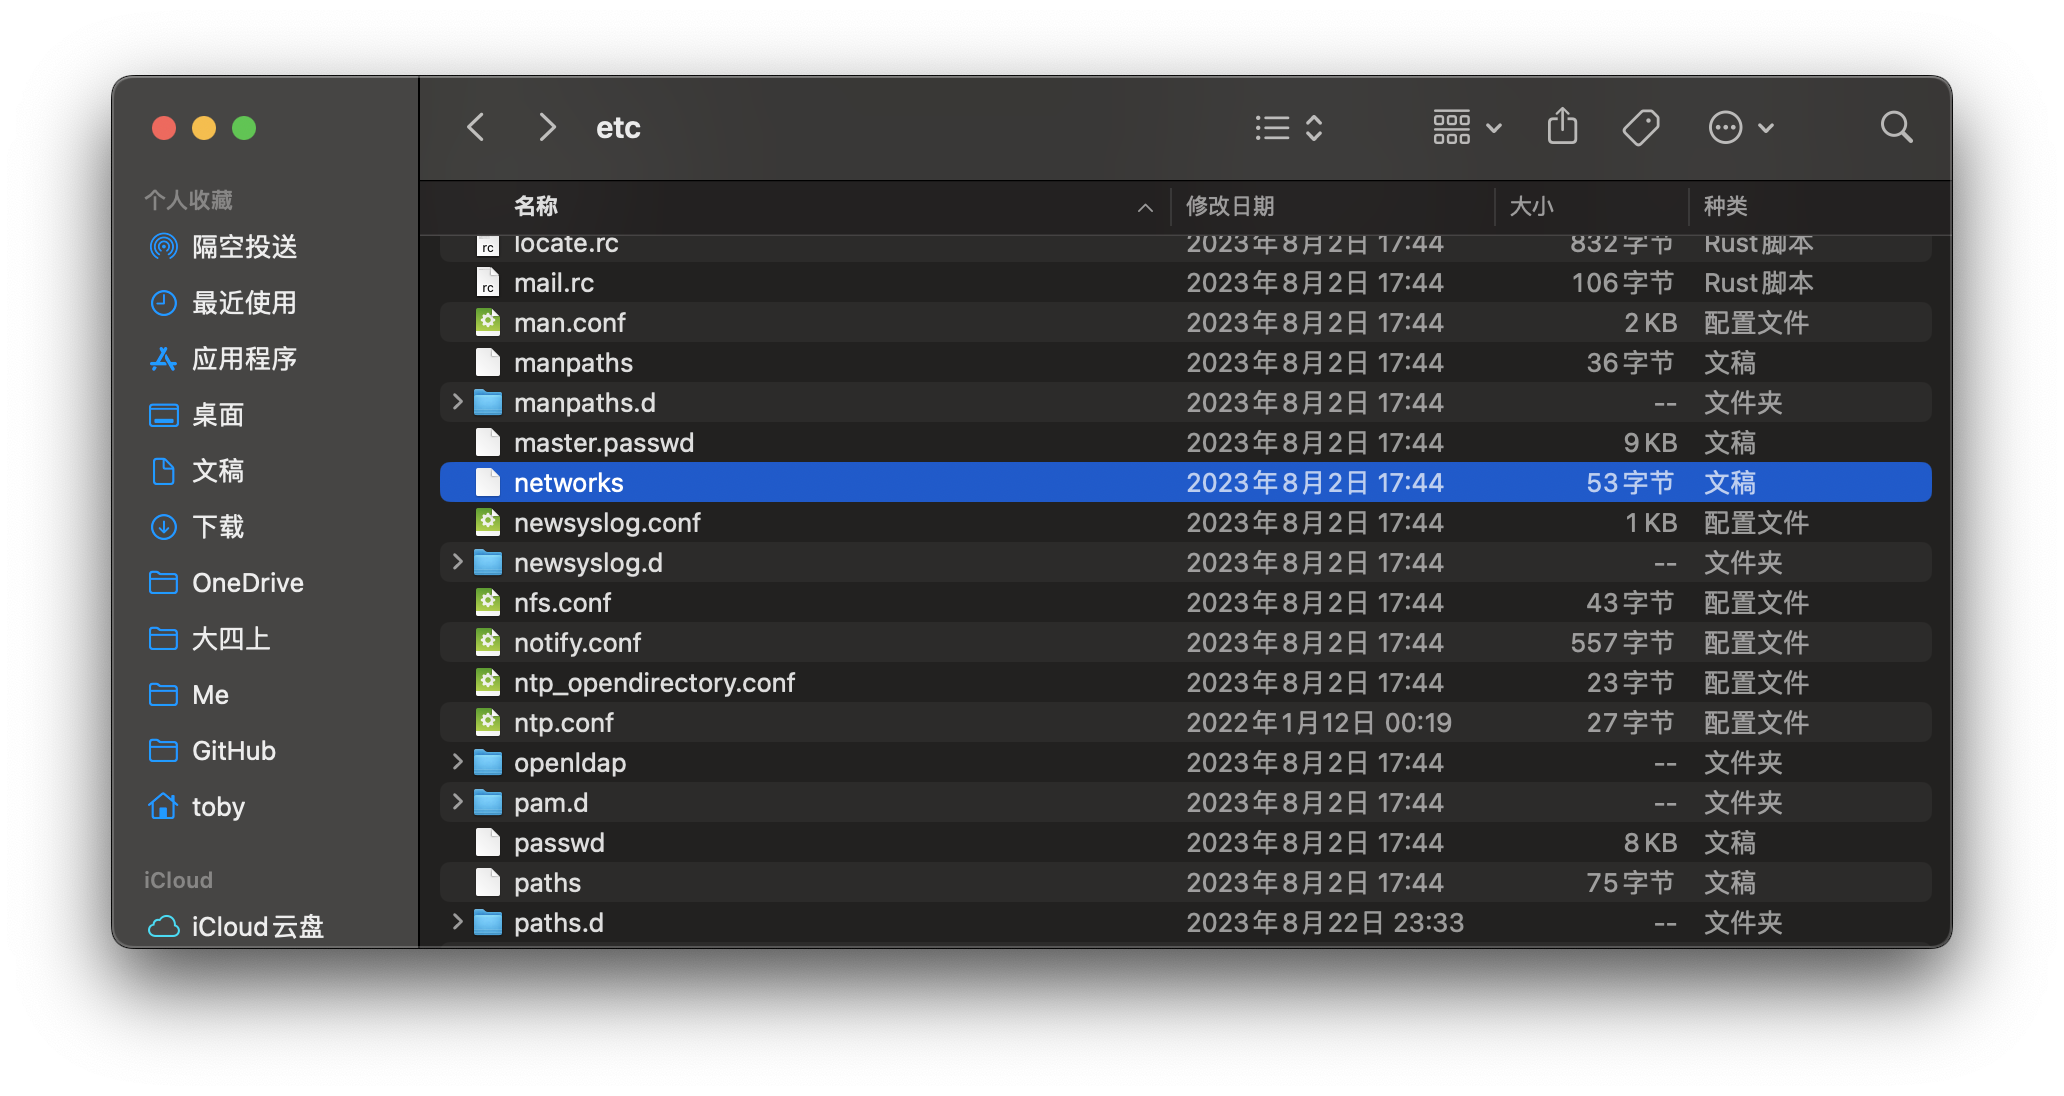 etc
个人收藏
隔空投送
最近使用
应用程序
桌面
文稿
下载
OneDrive
大四上
Me
GitHub
toby
iCloud
iCloud云盘
名称 修改日期 大小 种类
rc locate.rc 2023年8月2日 17:44 832字节 Rust脚本
rc mail.rc 2023年8月2日 17:44 106字节 Rust脚本
man.conf 2023年8月2日 17:44 2 KB 配置文件
manpaths 2023年8月2日 17:44 36字节 文稿
manpaths.d 2023年8月2日 17:44 -- 文件夹
master.passwd 2023年8月2日 17:44 9 KB 文稿
networks 2023年8月2日 17:44 53字节 文稿
newsyslog.conf 2023年8月2日 17:44 1 KB 配置文件
newsyslog.d 2023年8月2日 17:44 -- 文件夹
nfs.conf 2023年8月2日 17:44 43字节 配置文件
notify.conf 2023年8月2日 17:44 557字节 配置文件
ntp_opendirectory.conf 2023年8月2日 17:44 23字节 配置文件
ntp.conf 2022年1月12日 00:19 27字节 配置文件
openldap 2023年8月2日 17:44 -- 文件夹
pam.d 2023年8月2日 17:44 -- 文件夹
passwd 2023年8月2日 17:44 8 KB 文稿
paths 2023年8月2日 17:44 75字节 文稿
paths.d 2023年8月22日 23:33 -- 文件夹